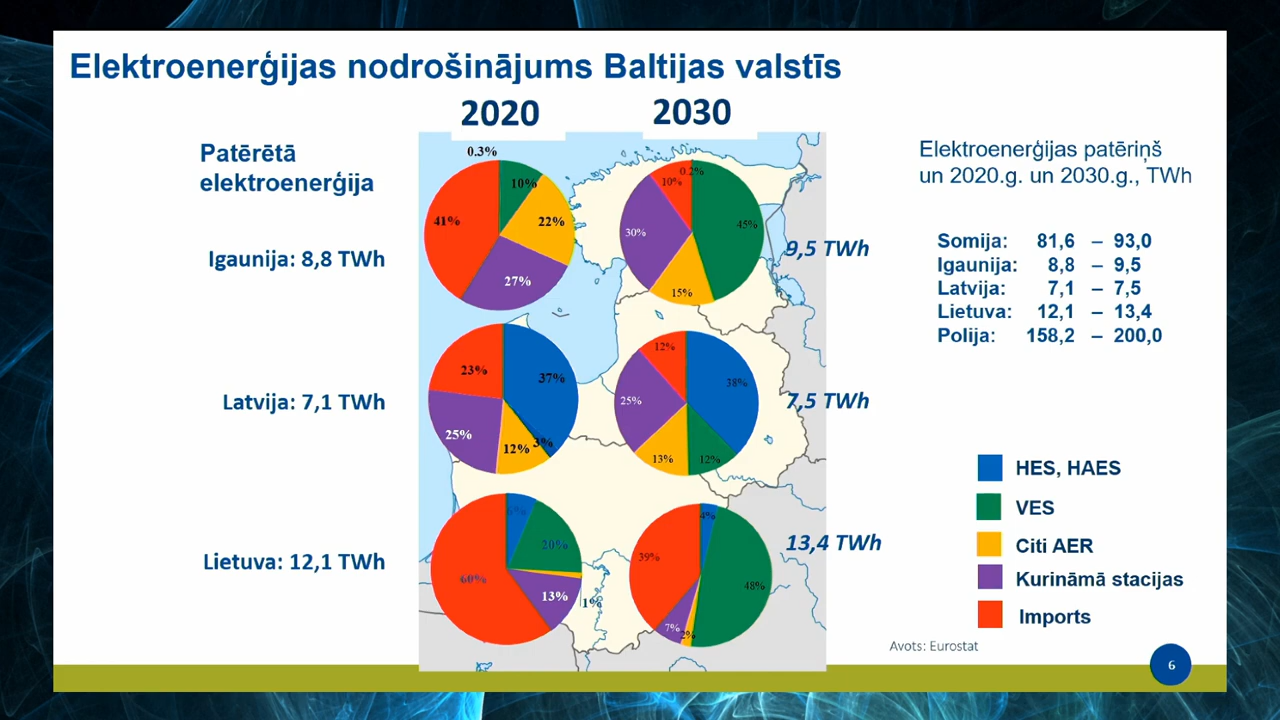 Elektroenerģijas nodrošinājums Baltijas valstīs
2020
2030
Patērētā
elektroenerģija
Igaunija: 8,8 TWh
Latvija: 7,1 TWh
Lietuva: 12,1 TWh
0.3%
10%
22%
27%
41%
0.2%
45%
15%
30%
10%
9,5 TWh
37%
3%
12%
25%
23%
38%
12%
13%
25%
12%
7,5 TWh
6%
20%
1%
13%
60%
4%
48%
2%
7%
39%
13,4 TWh
Elektroenerģijas patēriņš
un 2020.g. un 2030.g., TWh
Somija: 81,6 – 93,0
Igaunija: 8,8 – 9,5
Latvija: 7,1 – 7,5
Lietuva: 12,1 – 13,4
Polija: 158,2 – 200,0
HES, HAES
VES
Citi AER
Kurināmā stacijas
Imports
Avots: Eurostat
6